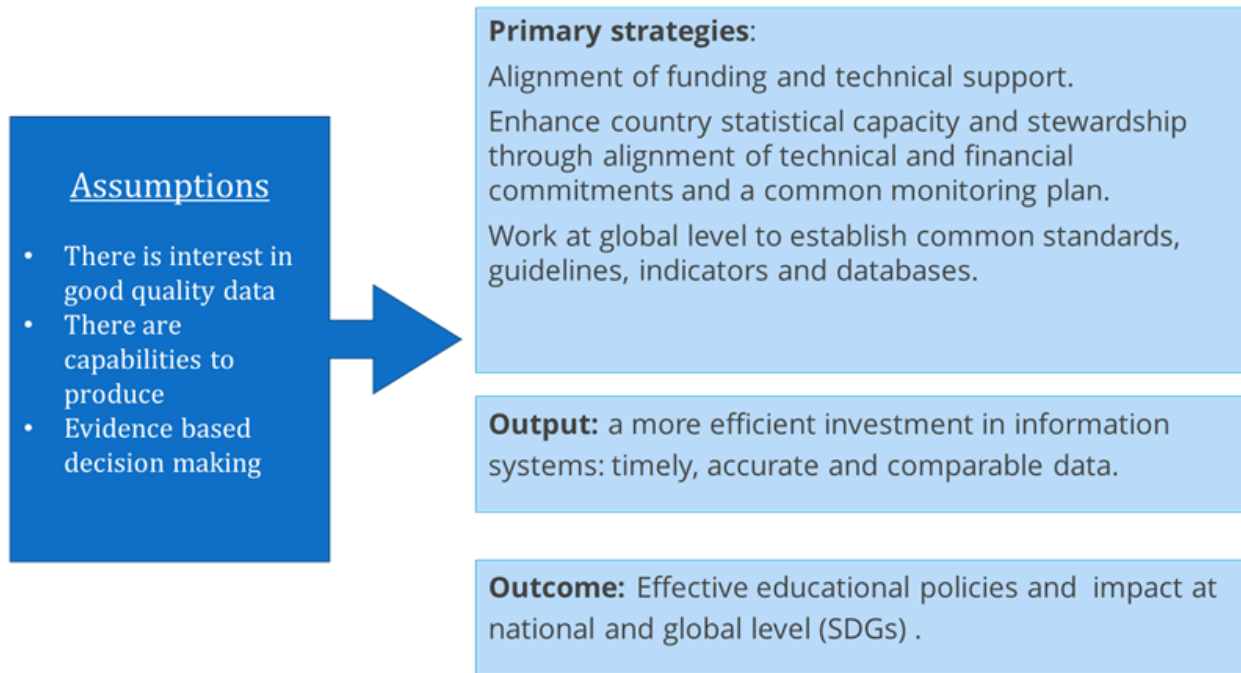 Assumptions
• There is interest in
good quality data
• There are
capabilities to
produce
• Evidence based
decision making
Primary strategies:
Alignment of funding and technical support.
Enhance country statistical capacity and stewardship
through alignment of technical and financial
commitments and a common monitoring plan.
Work at global level to establish common standards,
guidelines, indicators and databases.
Output: a more efficient investment in information
systems: timely, accurate and comparable data.
Outcome: Effective educational policies and  impact at
national and global level (SDGs) .